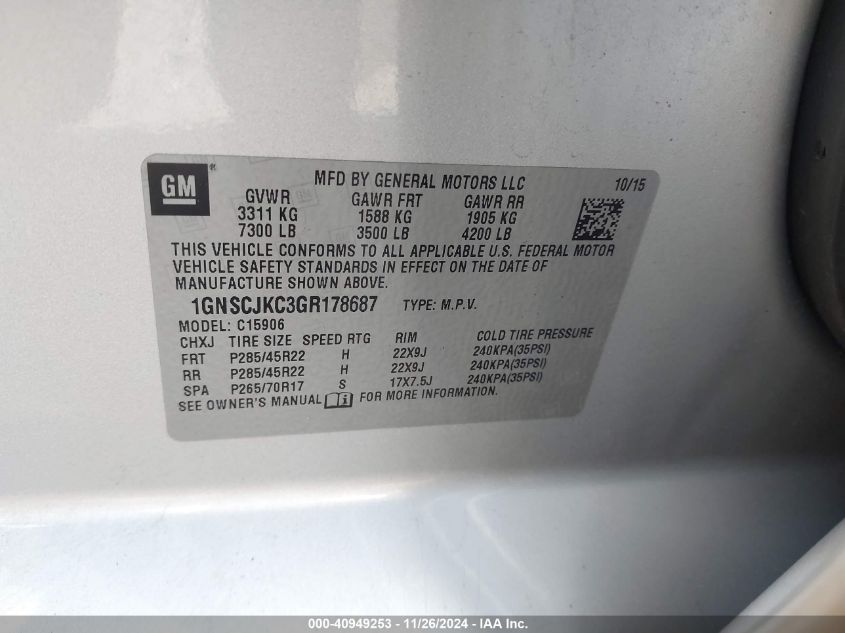 GM
MFD BY GENERAL MOTORS LLC 10/15
GVWR GAWR FRT GAWR RR
3311 KG 1588 KG 1905 KG
7300 LB 3500 LB 4200 LB
THIS VEHICLE CONFORMS TO ALL APPLICABLE U.S. FEDERAL MOTOR
VEHICLE SAFETY STANDARDS IN EFFECT ON THE DATE OF
MANUFACTURE SHOWN ABOVE.
1GNSCJKC3GR178687 TYPE: M.P.V.
MODEL: C15906
CHXJ TIRE SIZE SPEED RTG RIM COLD TIRE PRESSURE
FRT P285/45R22 H 22X9J 240KPA(35PSI)
RR P285/45R22 H 22X9J 240KPA(35PSI)
SPA P265/70R17 S 17X7.5J 240KPA(35PSI)
SEE OWNER'S MANUAL i FOR MORE INFORMATION.
000-40949253 - 11/26/2024 - IAA Inc.